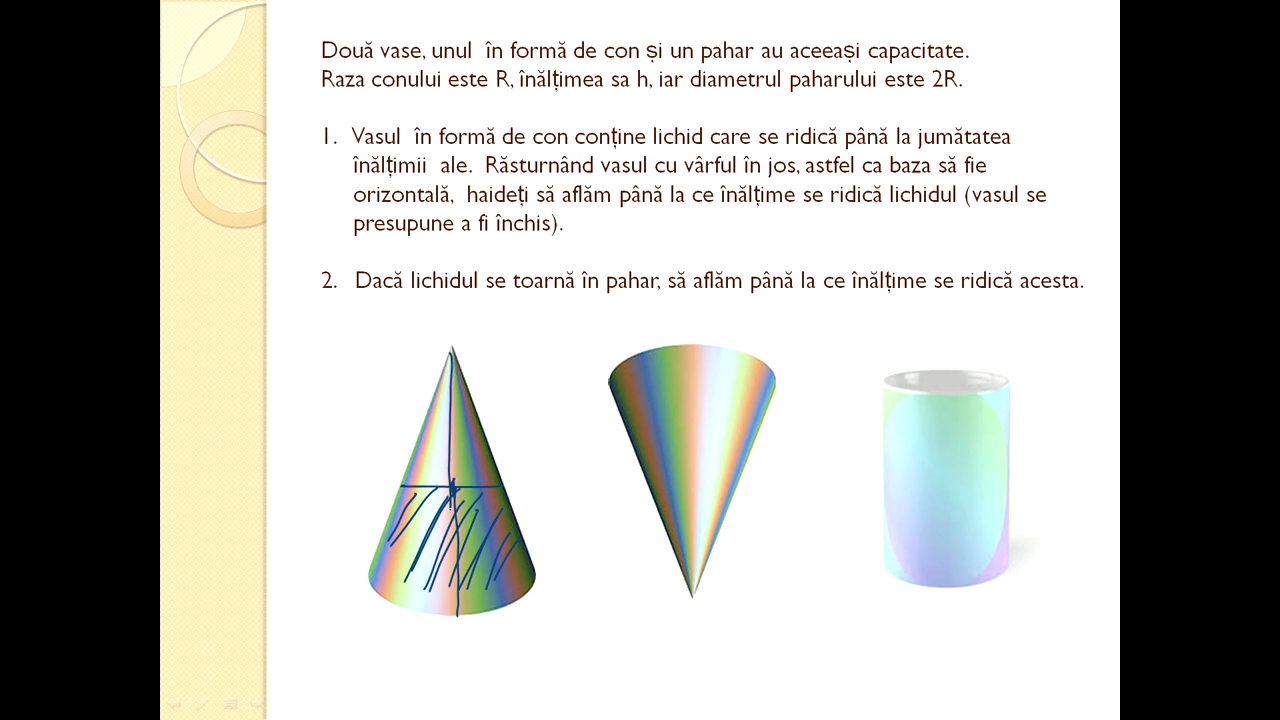 Două vase, unul în formă de con și un pahar au aceeași capacitate.
Raza conului este R, înălțimea sa h, iar diametrul paharului este 2R.
1. Vasul în formă de con conține lichid care se ridică până la jumătatea
înălțimii ale. Răsturnând vasul cu vârful în jos, astfel ca baza să fie
orizontală, haideți să aflăm până la ce înălțime se ridică lichidul (vasul se
presupune a fi închis).
2. Dacă lichidul se toarnă în pahar, să aflăm până la ce înălțime se ridică acesta.